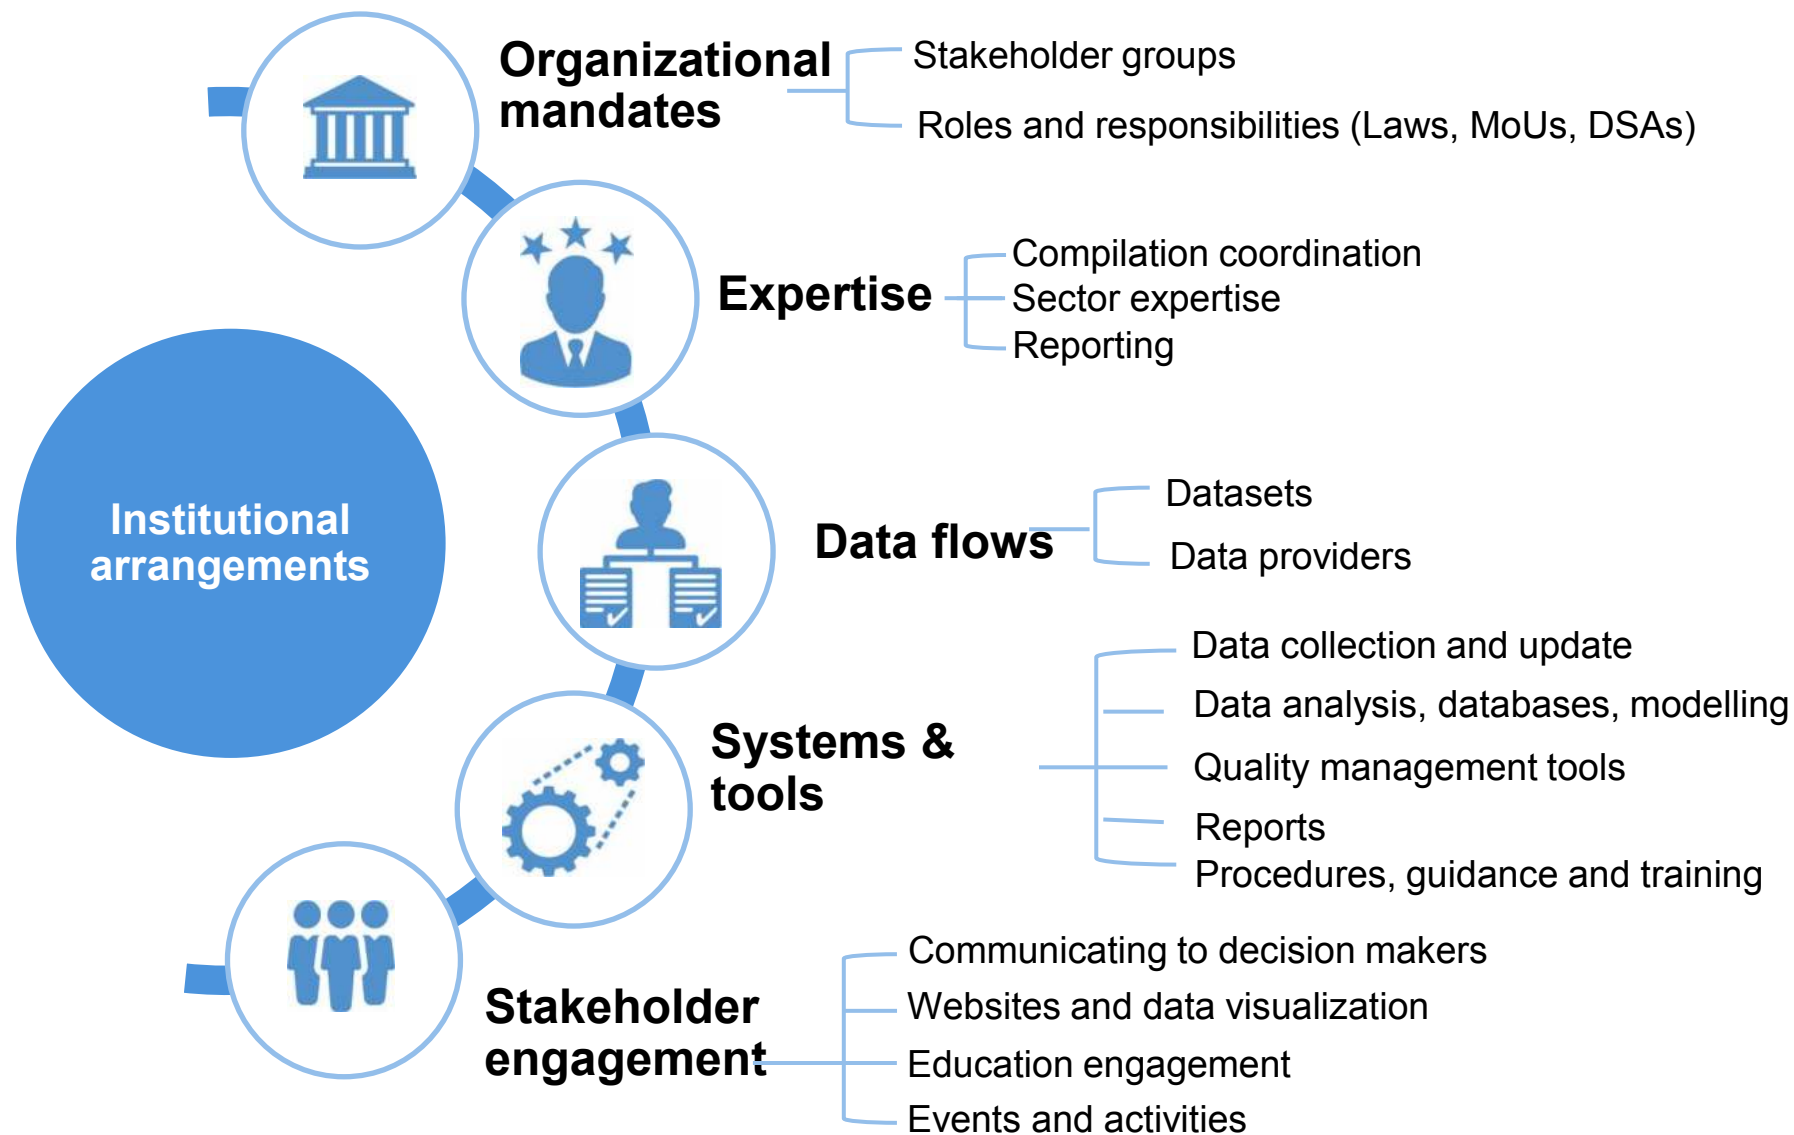 Organizational
mandates
Stakeholder groups
Roles and responsibilities (Laws, MoUs, DSAs)
Expertise
Compilation coordination
Sector expertise
Reporting
Institutional
arrangements
Data flows
Datasets
Data providers
Systems &
tools
Data collection and update
Data analysis, databases, modelling
Quality management tools
Reports
Procedures, guidance and training
Stakeholder
engagement
Communicating to decision makers
Websites and data visualization
Education engagement
Events and activities